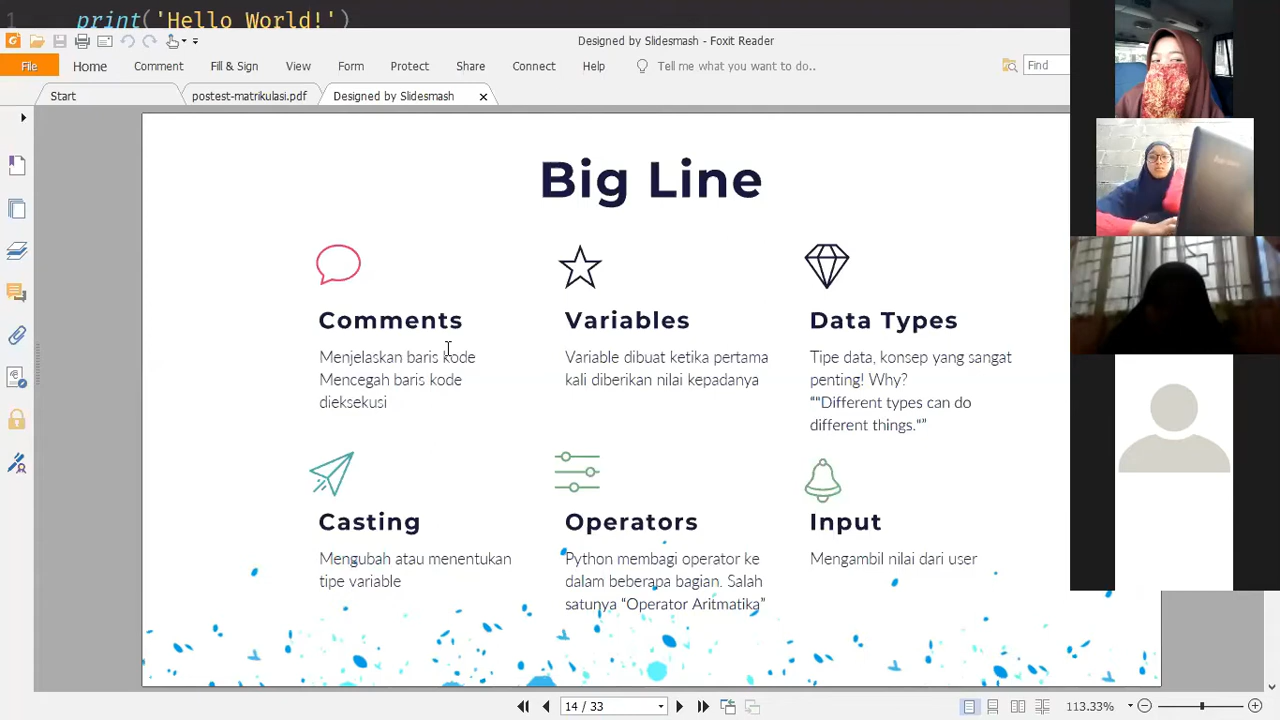 1 print('Hello World!')
Designed by Slidesmash - Foxit Reader
File Home Comment Fill & Sign View Form Protect Share Connect Help Tell me what you want to do.. Find
Start postest-matrikulasi.pdf Designed by Slidesmash
Big Line
Comments
Menjelaskan baris kode
Mencegah baris kode
dieksekusi
Variables
Variable dibuat ketika pertama
kali diberikan nilai kepadanya
Data Types
Tipe data, konsep yang sangat
penting! Why?
““Different types can do
different things."”
Casting
Mengubah atau menentukan
tipe variable
Operators
Python membagi operator ke
dalam beberapa bagian. Salah
satunya “Operator Aritmatika”
Input
Mengambil nilai dari user
14 / 33
113.33%